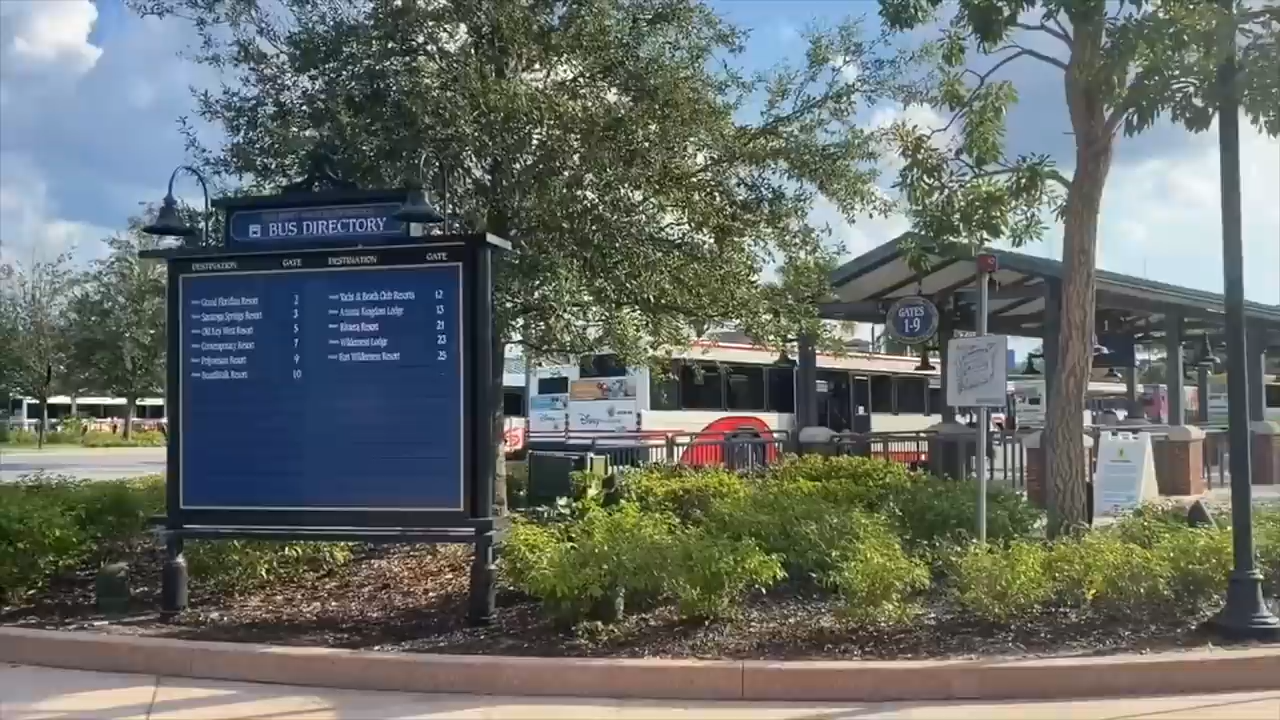 BUS DIRECTORY
DESTINATION GATE DESTINATION GATE
Grand Floridian Resort 2
Saratoga Springs Resort 3
Old Key West Resort 5
Contemporary Resort 7
Polynesian Resort 9
BoardWalk Resort 10
Yacht & Beach Club Resorts 12
Animal Kingdom Lodge 13
Riviera Resort 21
Wilderness Lodge 23
Fort Wilderness Resort 25
GATES
1-9
Disney